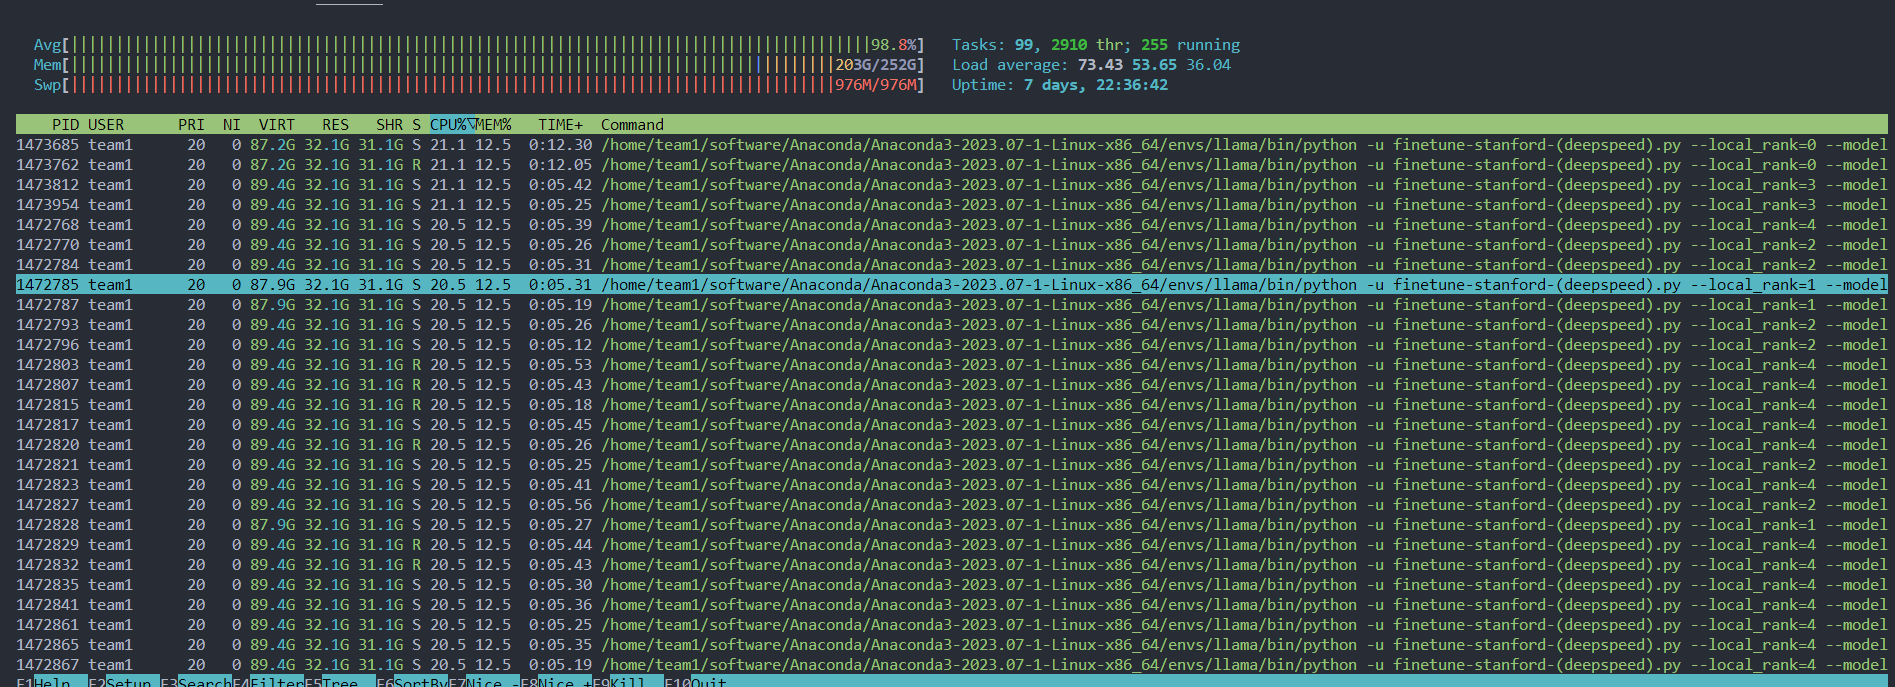 Avg[98.8%] Tasks: 99, 2910 thr; 255 running
Mem[203G/252G] Load average: 73.43 53.65 36.04
Swp[976M/976M] Uptime: 7 days, 22:36:42
PID USER PRI NI VIRT RES SHR S CPU%▽MEM% TIME+ Command
1473685 team1 20 0 87.2G 32.1G 31.1G S 21.1 12.5 0:12.30 /home/team1/software/Anaconda/Anaconda3-2023.07-1-Linux-x86_64/envs/llama/bin/python -u finetune-stanford-(deepspeed).py --local_rank=0 --model
1473762 team1 20 0 87.2G 32.1G 31.1G R 21.1 12.5 0:12.05 /home/team1/software/Anaconda/Anaconda3-2023.07-1-Linux-x86_64/envs/llama/bin/python -u finetune-stanford-(deepspeed).py --local_rank=0 --model
1473812 team1 20 0 89.4G 32.1G 31.1G S 21.1 12.5 0:05.42 /home/team1/software/Anaconda/Anaconda3-2023.07-1-Linux-x86_64/envs/llama/bin/python -u finetune-stanford-(deepspeed).py --local_rank=3 --model
1473954 team1 20 0 89.4G 32.1G 31.1G S 21.1 12.5 0:05.25 /home/team1/software/Anaconda/Anaconda3-2023.07-1-Linux-x86_64/envs/llama/bin/python -u finetune-stanford-(deepspeed).py --local_rank=3 --model
1472768 team1 20 0 89.4G 32.1G 31.1G S 20.5 12.5 0:05.39 /home/team1/software/Anaconda/Anaconda3-2023.07-1-Linux-x86_64/envs/llama/bin/python -u finetune-stanford-(deepspeed).py --local_rank=4 --model
1472770 team1 20 0 89.4G 32.1G 31.1G S 20.5 12.5 0:05.26 /home/team1/software/Anaconda/Anaconda3-2023.07-1-Linux-x86_64/envs/llama/bin/python -u finetune-stanford-(deepspeed).py --local_rank=2 --model
1472784 team1 20 0 89.4G 32.1G 31.1G S 20.5 12.5 0:05.31 /home/team1/software/Anaconda/Anaconda3-2023.07-1-Linux-x86_64/envs/llama/bin/python -u finetune-stanford-(deepspeed).py --local_rank=2 --model
1472785 team1 20 0 87.9G 32.1G 31.1G S 20.5 12.5 0:05.31 /home/team1/software/Anaconda/Anaconda3-2023.07-1-Linux-x86_64/envs/llama/bin/python -u finetune-stanford-(deepspeed).py --local_rank=1 --model
1472787 team1 20 0 87.9G 32.1G 31.1G S 20.5 12.5 0:05.19 /home/team1/software/Anaconda/Anaconda3-2023.07-1-Linux-x86_64/envs/llama/bin/python -u finetune-stanford-(deepspeed).py --local_rank=1 --model
1472793 team1 20 0 89.4G 32.1G 31.1G S 20.5 12.5 0:05.26 /home/team1/software/Anaconda/Anaconda3-2023.07-1-Linux-x86_64/envs/llama/bin/python -u finetune-stanford-(deepspeed).py --local_rank=2 --model
1472796 team1 20 0 89.4G 32.1G 31.1G S 20.5 12.5 0:05.12 /home/team1/software/Anaconda/Anaconda3-2023.07-1-Linux-x86_64/envs/llama/bin/python -u finetune-stanford-(deepspeed).py --local_rank=2 --model
1472803 team1 20 0 89.4G 32.1G 31.1G R 20.5 12.5 0:05.53 /home/team1/software/Anaconda/Anaconda3-2023.07-1-Linux-x86_64/envs/llama/bin/python -u finetune-stanford-(deepspeed).py --local_rank=4 --model
1472807 team1 20 0 89.4G 32.1G 31.1G R 20.5 12.5 0:05.43 /home/team1/software/Anaconda/Anaconda3-2023.07-1-Linux-x86_64/envs/llama/bin/python -u finetune-stanford-(deepspeed).py --local_rank=4 --model
1472815 team1 20 0 89.4G 32.1G 31.1G R 20.5 12.5 0:05.18 /home/team1/software/Anaconda/Anaconda3-2023.07-1-Linux-x86_64/envs/llama/bin/python -u finetune-stanford-(deepspeed).py --local_rank=4 --model
1472817 team1 20 0 89.4G 32.1G 31.1G S 20.5 12.5 0:05.45 /home/team1/software/Anaconda/Anaconda3-2023.07-1-Linux-x86_64/envs/llama/bin/python -u finetune-stanford-(deepspeed).py --local_rank=4 --model
1472820 team1 20 0 89.4G 32.1G 31.1G R 20.5 12.5 0:05.26 /home/team1/software/Anaconda/Anaconda3-2023.07-1-Linux-x86_64/envs/llama/bin/python -u finetune-stanford-(deepspeed).py --local_rank=4 --model
1472821 team1 20 0 89.4G 32.1G 31.1G S 20.5 12.5 0:05.25 /home/team1/software/Anaconda/Anaconda3-2023.07-1-Linux-x86_64/envs/llama/bin/python -u finetune-stanford-(deepspeed).py --local_rank=2 --model
1472823 team1 20 0 89.4G 32.1G 31.1G S 20.5 12.5 0:05.41 /home/team1/software/Anaconda/Anaconda3-2023.07-1-Linux-x86_64/envs/llama/bin/python -u finetune-stanford-(deepspeed).py --local_rank=4 --model
1472827 team1 20 0 89.4G 32.1G 31.1G S 20.5 12.5 0:05.56 /home/team1/software/Anaconda/Anaconda3-2023.07-1-Linux-x86_64/envs/llama/bin/python -u finetune-stanford-(deepspeed).py --local_rank=2 --model
1472828 team1 20 0 87.9G 32.1G 31.1G S 20.5 12.5 0:05.27 /home/team1/software/Anaconda/Anaconda3-2023.07-1-Linux-x86_64/envs/llama/bin/python -u finetune-stanford-(deepspeed).py --local_rank=1 --model
1472829 team1 20 0 89.4G 32.1G 31.1G R 20.5 12.5 0:05.44 /home/team1/software/Anaconda/Anaconda3-2023.07-1-Linux-x86_64/envs/llama/bin/python -u finetune-stanford-(deepspeed).py --local_rank=4 --model
1472832 team1 20 0 89.4G 32.1G 31.1G R 20.5 12.5 0:05.43 /home/team1/software/Anaconda/Anaconda3-2023.07-1-Linux-x86_64/envs/llama/bin/python -u finetune-stanford-(deepspeed).py --local_rank=4 --model
1472835 team1 20 0 89.4G 32.1G 31.1G S 20.5 12.5 0:05.30 /home/team1/software/Anaconda/Anaconda3-2023.07-1-Linux-x86_64/envs/llama/bin/python -u finetune-stanford-(deepspeed).py --local_rank=4 --model
1472841 team1 20 0 89.4G 32.1G 31.1G S 20.5 12.5 0:05.36 /home/team1/software/Anaconda/Anaconda3-2023.07-1-Linux-x86_64/envs/llama/bin/python -u finetune-stanford-(deepspeed).py --local_rank=4 --model
1472861 team1 20 0 89.4G 32.1G 31.1G S 20.5 12.5 0:05.25 /home/team1/software/Anaconda/Anaconda3-2023.07-1-Linux-x86_64/envs/llama/bin/python -u finetune-stanford-(deepspeed).py --local_rank=4 --model
1472865 team1 20 0 89.4G 32.1G 31.1G S 20.5 12.5 0:05.35 /home/team1/software/Anaconda/Anaconda3-2023.07-1-Linux-x86_64/envs/llama/bin/python -u finetune-stanford-(deepspeed).py --local_rank=4 --model
1472867 team1 20 0 89.4G 32.1G 31.1G S 20.5 12.5 0:05.19 /home/team1/software/Anaconda/Anaconda3-2023.07-1-Linux-x86_64/envs/llama/bin/python -u finetune-stanford-(deepspeed).py --local_rank=4 --model
F1Help F2Setup F3SearchF4FilterF5Tree F6SortByF7Nice -F8Nice +F9Kill F10Quit